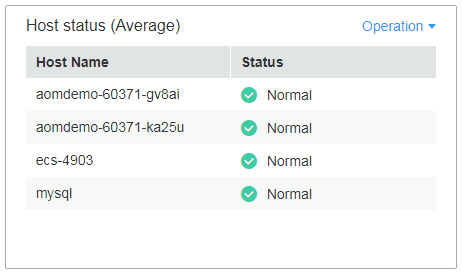 Host status (Average) Operation
Host Name Status
aomdemo-60371-gv8ai Normal
aomdemo-60371-ka25u Normal
ecs-4903 Normal
mysql Normal